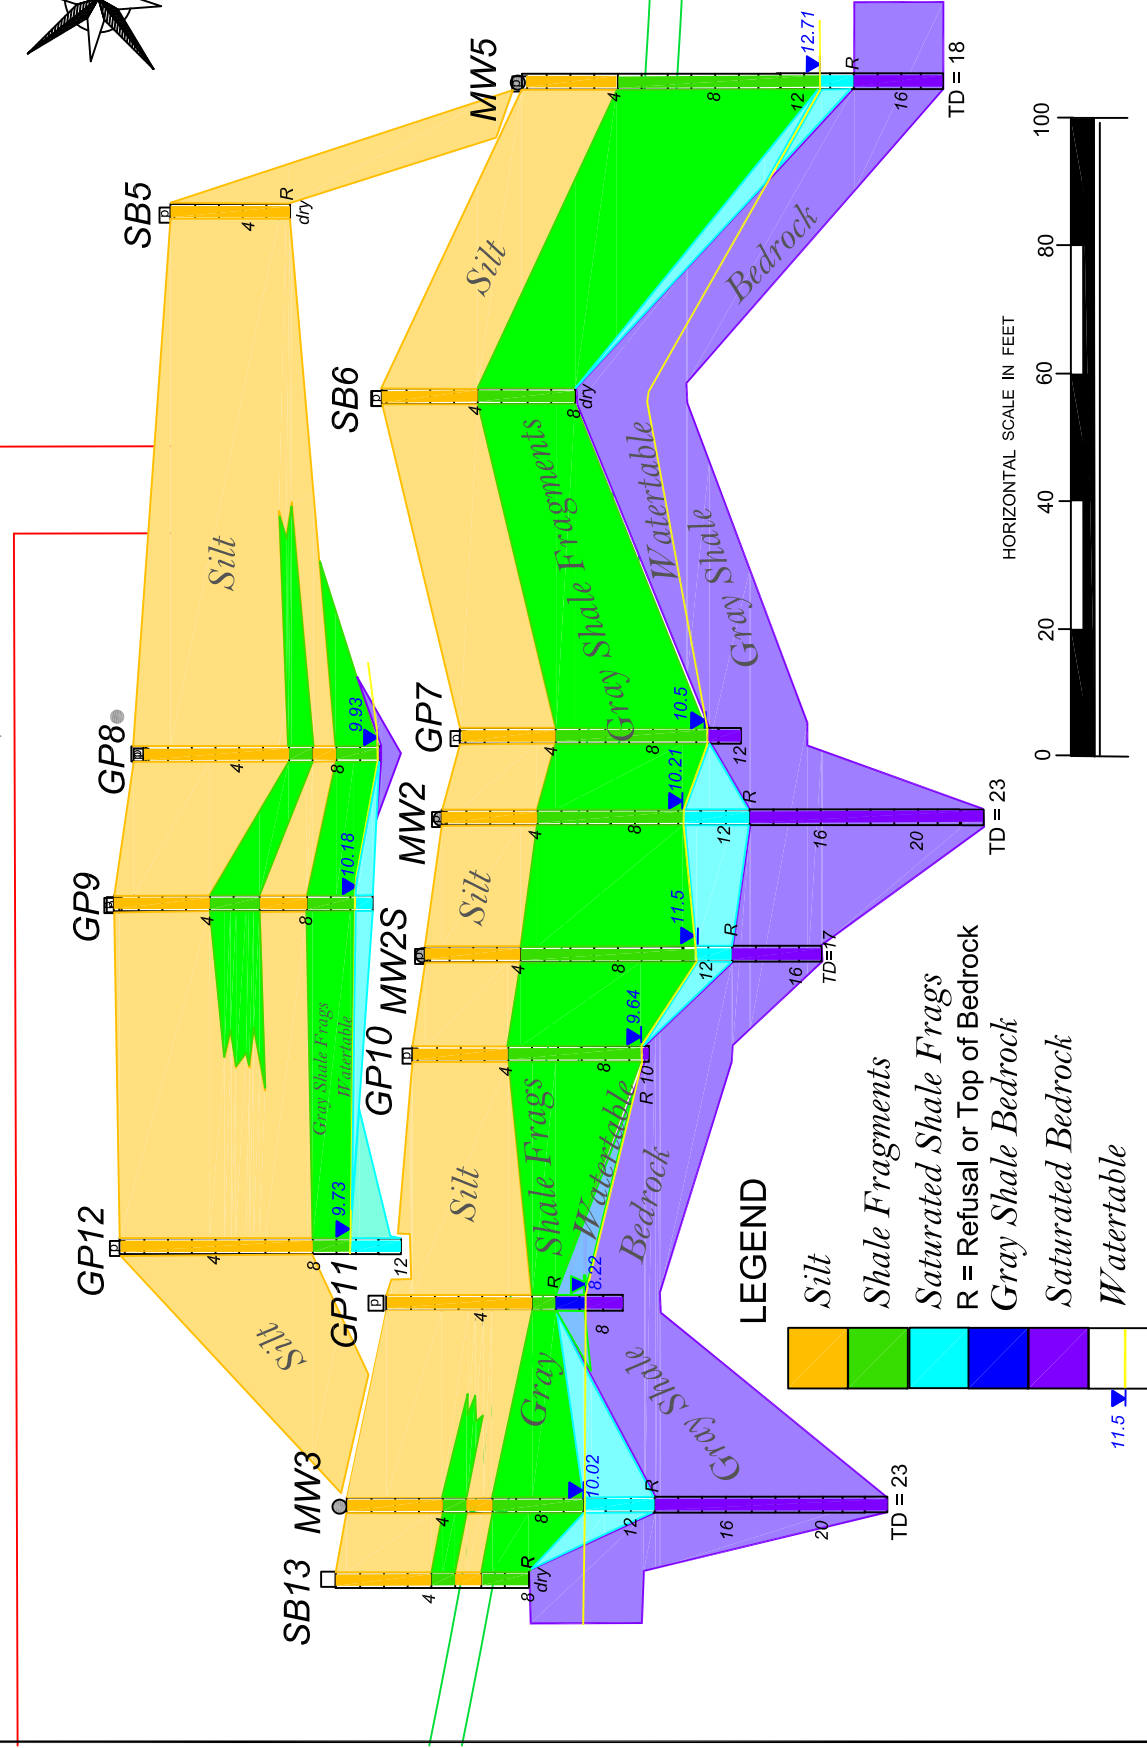 SB5
4
R
dry
MW5
4
8
12
12.71
R
16
TD = 18
GP8
4
8
9.93
GP9
4
8
10.18
GP12
4
8
9.73
12
Silt
Silt
Gray Shale Frags
Watertable
SB6
4
8
dry
GP7
4
8
10.5
12
MW2
4
8
10.21
12
R
16
20
TD = 23
MW2S
4
8
11.5
12
R
16
TD=17
GP10
4
8
9.64
R 10
GP11
4
R
8.22
8
MW3
4
8
10.02
12
R
16
20
TD = 23
SB13
4
8
R
dry
Silt
Silt
Silt
Gray Shale Fragments
Watertable
Gray Shale
Bedrock
Gray Shale Frags
Watertable
Gray Shale Bedrock
HORIZONTAL SCALE IN FEET
0 20 40 60 80 100
LEGEND
Silt
Shale Fragments
Saturated Shale Frags
R = Refusal or Top of Bedrock
Gray Shale Bedrock
Saturated Bedrock
11.5 Watertable